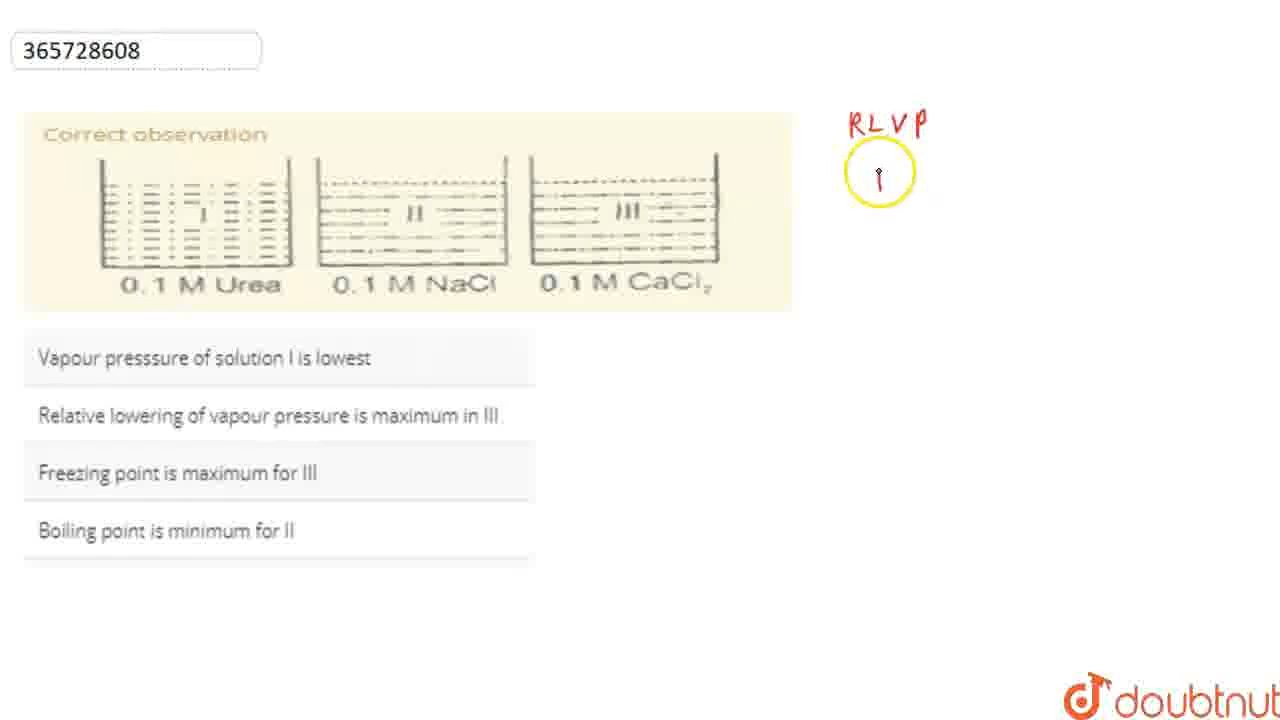 365728608
Correct observation
RLVP
I II III
0.1 M Urea 0.1 M NaCl 0.1 M CaCl₂
Vapour presssure of solution I is lowest
Relative lowering of vapour pressure is maximum in III
Freezing point is maximum for III
Boiling point is minimum for II
doubtnut